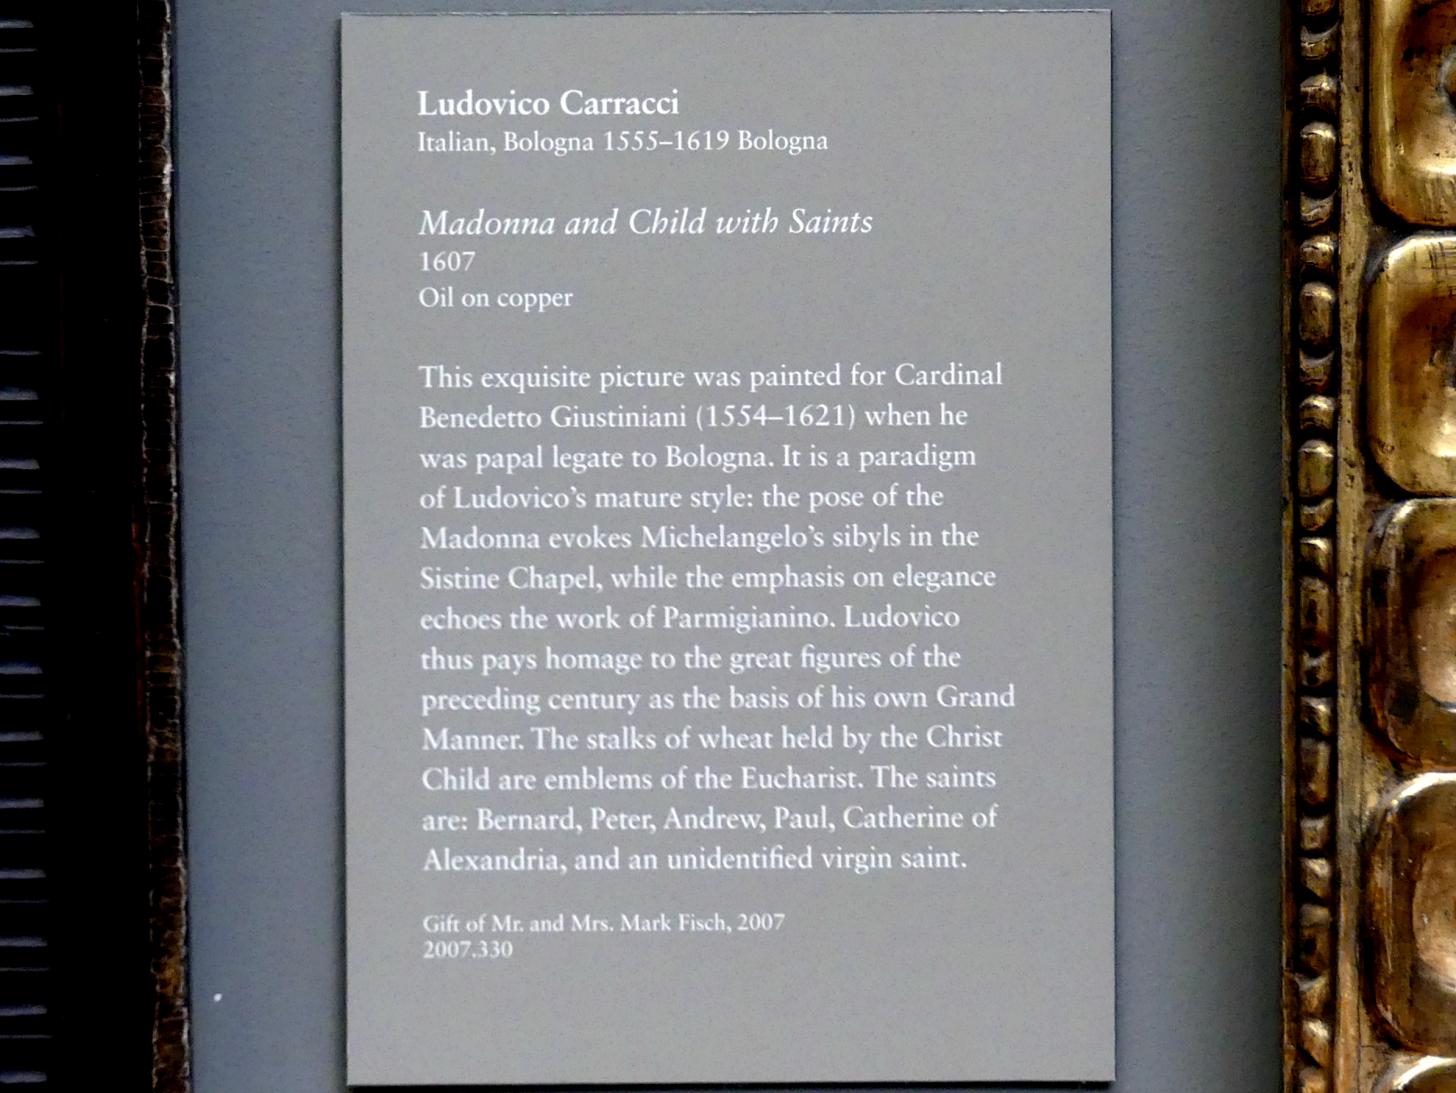 Ludovico Carracci
Italian, Bologna 1555–1619 Bologna
Madonna and Child with Saints
1607
Oil on copper
This exquisite picture was painted for Cardinal
Benedetto Giustiniani (1554–1621) when he
was papal legate to Bologna. It is a paradigm
of Ludovico’s mature style: the pose of the
Madonna evokes Michelangelo’s sibyls in the
Sistine Chapel, while the emphasis on elegance
echoes the work of Parmigianino. Ludovico
thus pays homage to the great figures of the
preceding century as the basis of his own Grand
Manner. The stalks of wheat held by the Christ
Child are emblems of the Eucharist. The saints
are: Bernard, Peter, Andrew, Paul, Catherine of
Alexandria, and an unidentified virgin saint.
Gift of Mr. and Mrs. Mark Fisch, 2007
2007.330